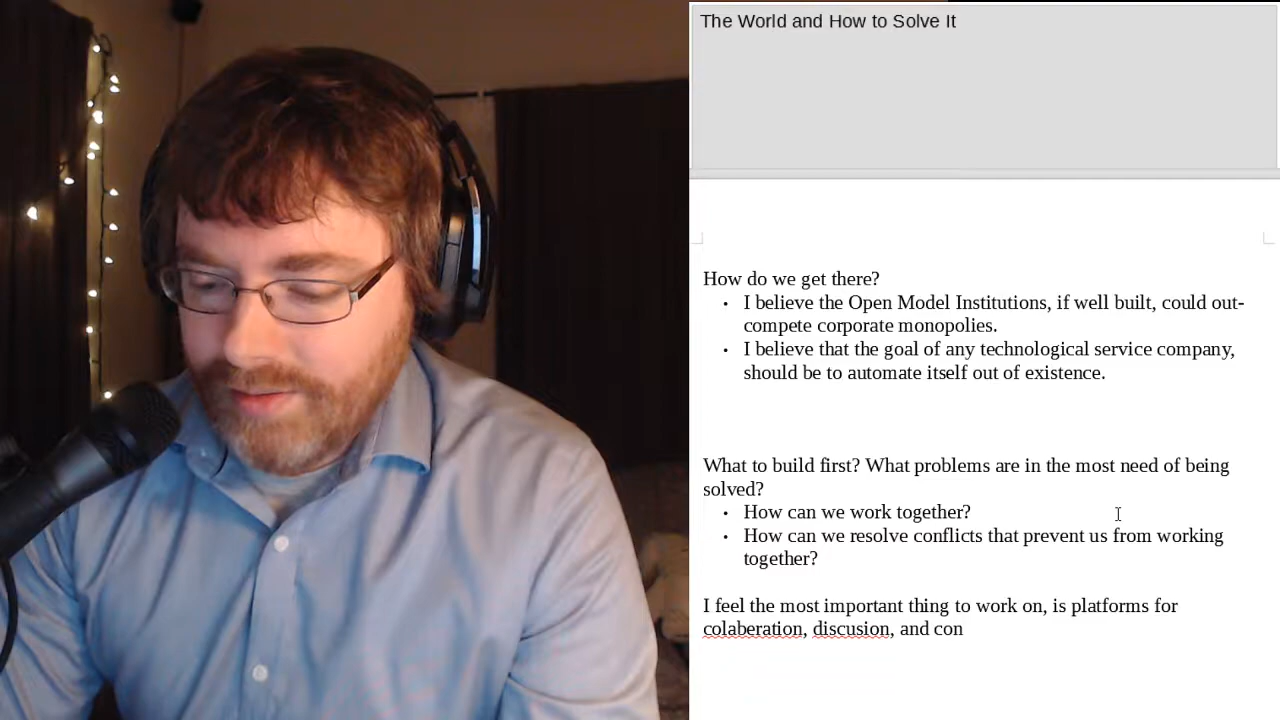 The World and How to Solve It
How do we get there?
• I believe the Open Model Institutions, if well built, could out-
compete corporate monopolies.
• I believe that the goal of any technological service company,
should be to automate itself out of existence.
What to build first? What problems are in the most need of being
solved?
• How can we work together?
• How can we resolve conflicts that prevent us from working
together?
I feel the most important thing to work on, is platforms for
colaberation, discusion, and con